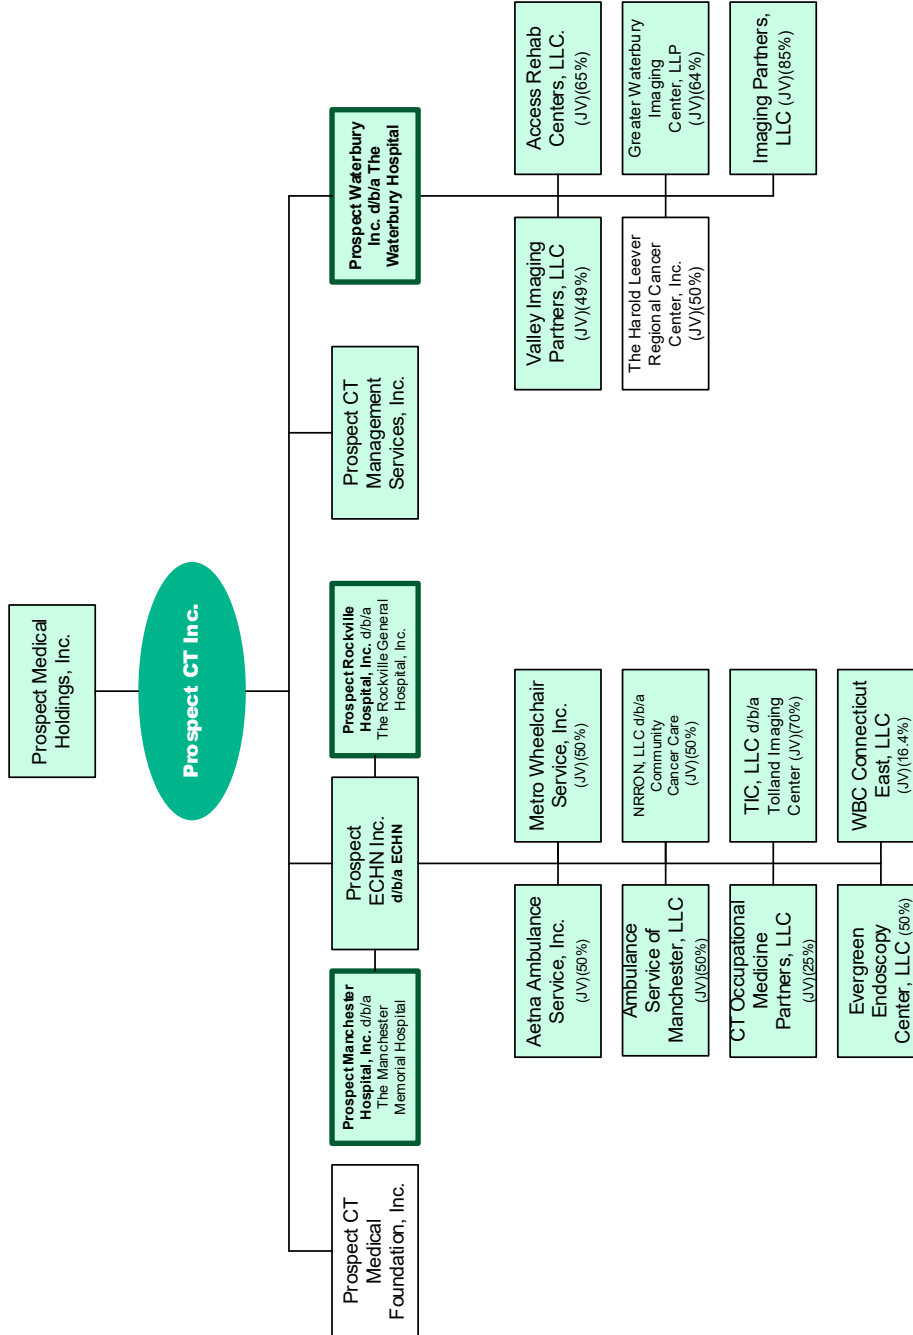 Prospect Medical
Holdings, Inc.
Prospect CT Inc.
Prospect CT
Medical
Foundation, Inc.
Prospect Manchester
Hospital, Inc. d/b/a
The Manchester
Memorial Hospital
Prospect
ECHN Inc.
d/b/a ECHN
Prospect Rockville
Hospital, Inc. d/b/a
The Rockville General
Hospital, Inc.
Prospect CT
Management
Services, Inc.
Prospect Waterbury
Inc. d/b/a The
Waterbury Hospital
Aetna Ambulance
Service, Inc.
(JV)(50%)
Metro Wheelchair
Service, Inc.
(JV)(50%)
Ambulance
Service of
Manchester, LLC
(JV)(50%)
NRRON, LLC d/b/a
Community
Cancer Care
(JV)(50%)
CT Occupational
Medicine
Partners, LLC
(JV)(25%)
TIC, LLC d/b/a
Tolland Imaging
Center (JV)(70%)
Evergreen
Endoscopy
Center, LLC (50%)
WBC Connecticut
East, LLC
(JV)(16.4%)
Valley Imaging
Partners, LLC
(JV)(49%)
Access Rehab
Centers, LLC.
(JV)(65%)
The Harold Leever
Regional Cancer
Center, Inc.
(JV)(50%)
Greater Waterbury
Imaging
Center, LLP
(JV)(64%)
Imaging Partners,
LLC (JV)(85%)